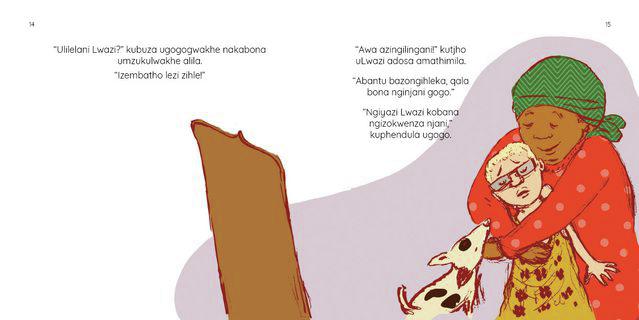 14
“Ulilelani Lwazi?” kubuza ugogogwakhe nakabona
umzukulwakhe alila.
“Izembatho lezi zihle!”
15
“Awa azingilingani!” kutjho
uLwazi adosa amathimila.
“Abantu bazongihleka, qala
bona nginjani gogo.”
“Ngiyazi Lwazi kobana
ngizokwenza njani,”
kuphendula ugogo.